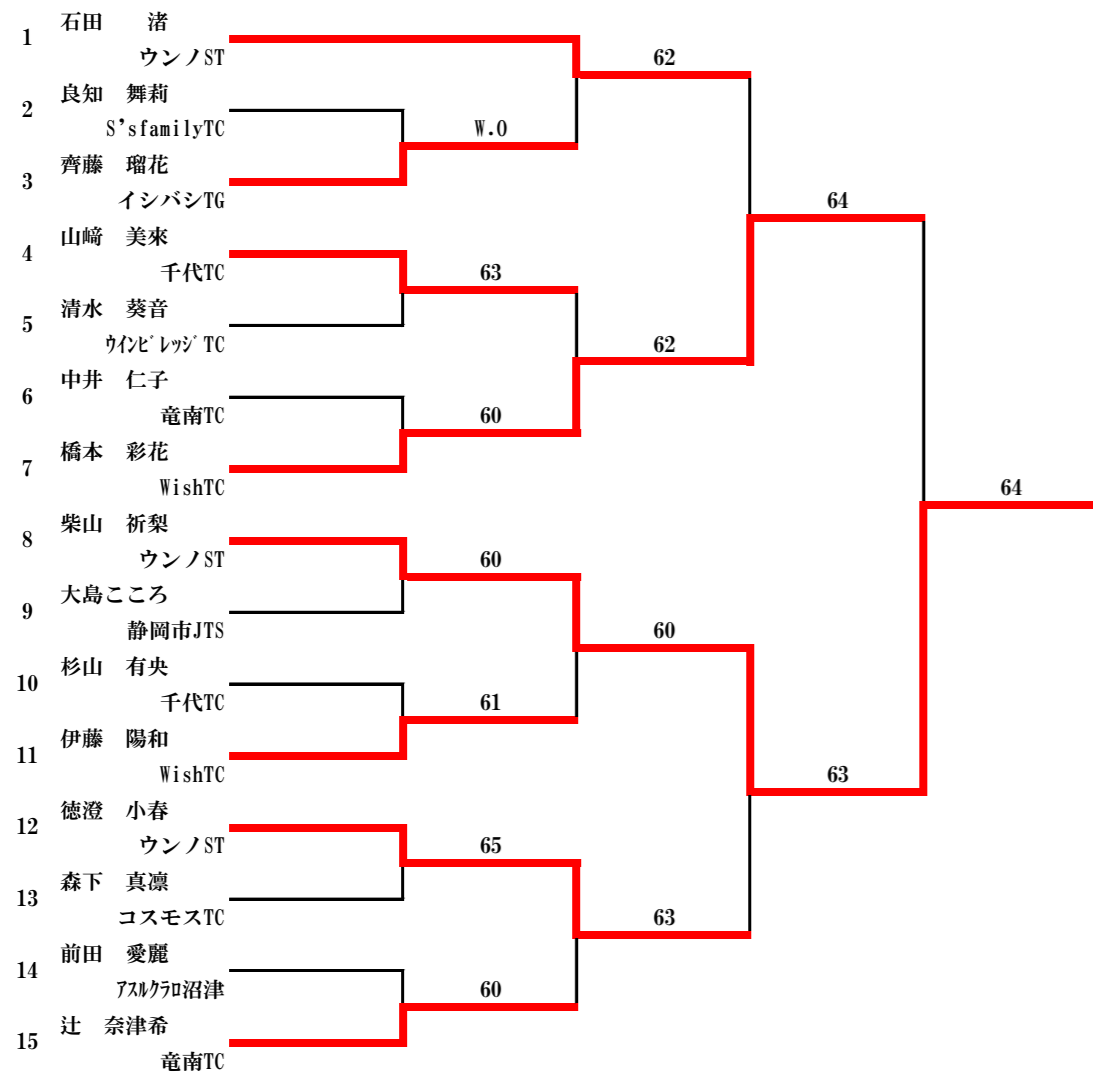 石田　　渚
1
ウンノST
62
良知　舞莉
2
S’sfamilyTC
W.0
齊藤　瑠花
3
イシバシTG
64
山﨑　美來
4
千代TC
63
清水　葵音
5
ｳｲﾝﾋﾞﾚｯｼﾞTC
62
中井　仁子
6
竜南TC
60
橋本　彩花
7
WishTC
64
柴山　祈梨
8
ウンノST
60
大島こころ
9
静岡市JTS
60
杉山　有央
10
千代TC
61
伊藤　陽和
11
WishTC
63
徳澄　小春
12
ウンノST
65
森下　真凛
13
コスモスTC
63
前田　愛麗
14
ｱｽﾙｸﾗﾛ沼津
60
辻　奈津希
15
竜南TC